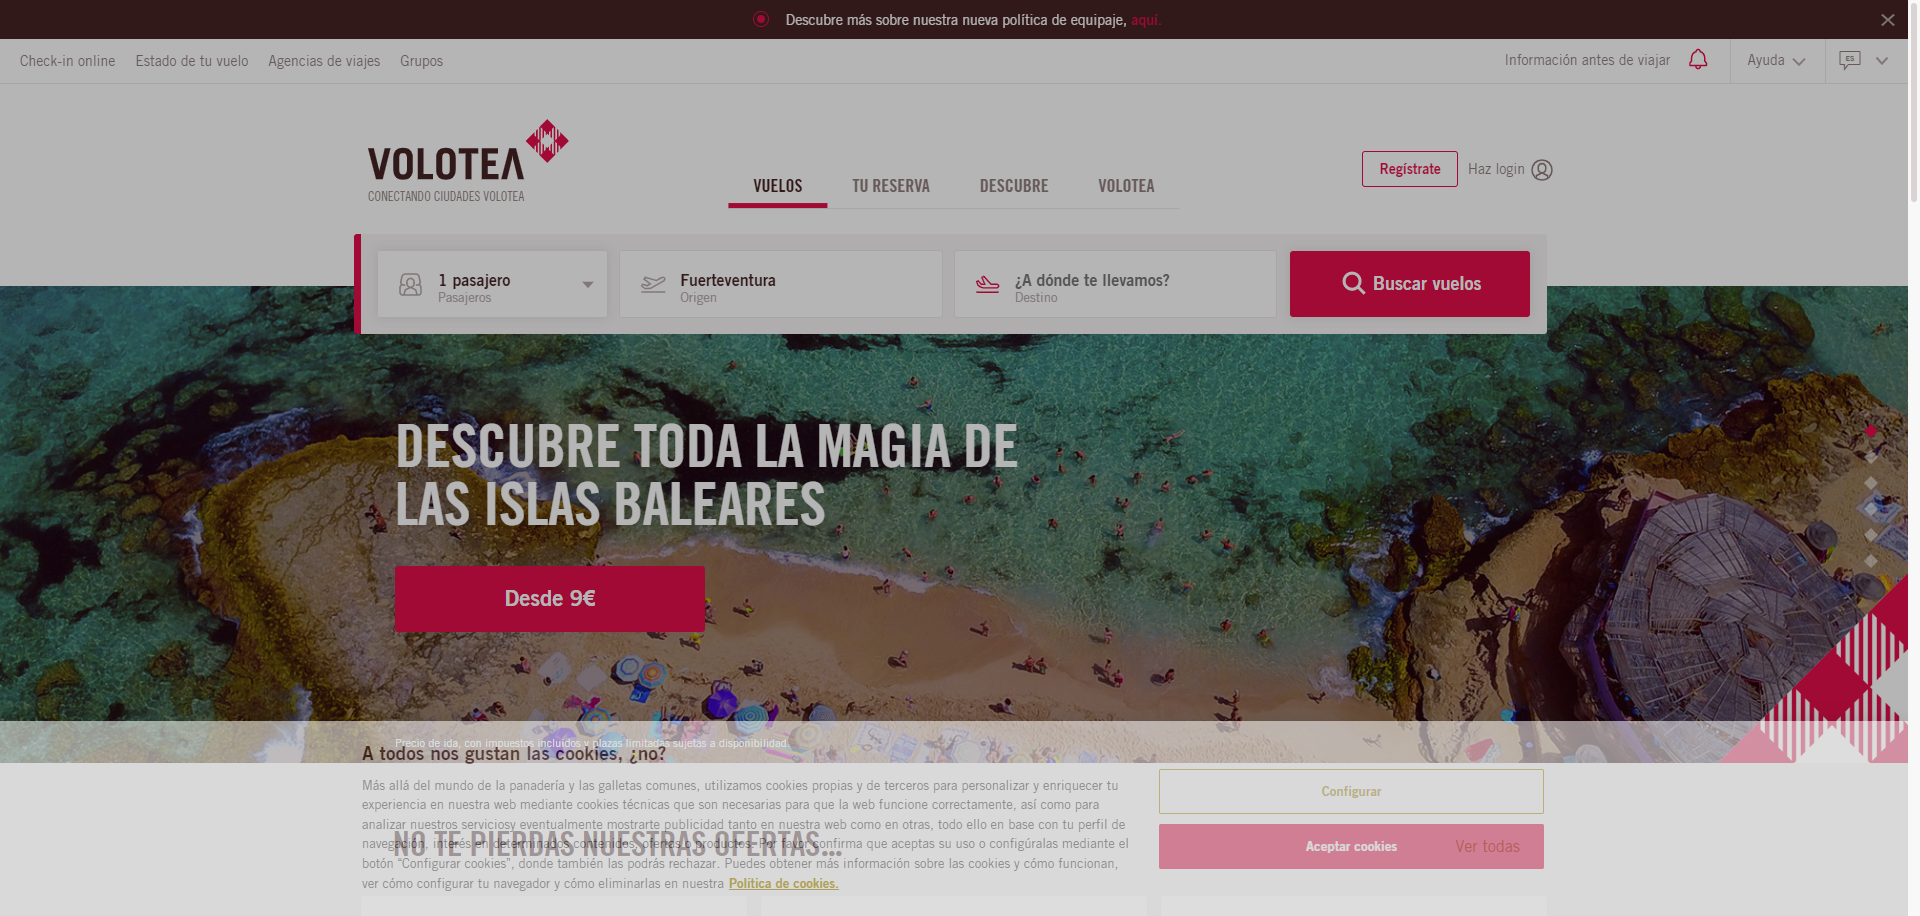 Descubre más sobre nuestra nueva política de equipaje, aquí.
Check-in online Estado de tu vuelo Agencias de viajes Grupos
Información antes de viajar Ayuda ES
VOLOTEA
CONECTANDO CIUDADES VOLOTEA
VUELOS TU RESERVA DESCUBRE VOLOTEA
Regístrate Haz login
1 pasajero
Pasajeros
Fuerteventura
Origen
¿A dónde te llevamos?
Destino
Buscar vuelos
DESCUBRE TODA LA MAGIA DE
LAS ISLAS BALEARES
Desde 9€
Precio de ida, con impuestos incluidos y plazas limitadas sujetas a disponibilidad.
A todos nos gustan las cookies, ¿no?
Más allá del mundo de la panadería y las galletas comunes, utilizamos cookies propias y de terceros para personalizar y enriquecer tu
experiencia en nuestra web mediante cookies técnicas que son necesarias para que la web funcione correctamente, así como para
analizar nuestros serviciosy eventualmente mostrarte publicidad tanto en nuestra web como en otras, todo ello en base con tu perfil de
navegación, interés en determinados contenidos, ofertas o productos. Por favor confirma que aceptas su uso o configúralas mediante el
botón “Configurar cookies”, donde también las podrás rechazar. Puedes obtener más información sobre las cookies y cómo funcionan,
ver cómo configurar tu navegador y cómo eliminarlas en nuestra Política de cookies.
Configurar
Aceptar cookies
NO TE PIERDAS NUESTRAS OFERTAS...
Ver todas